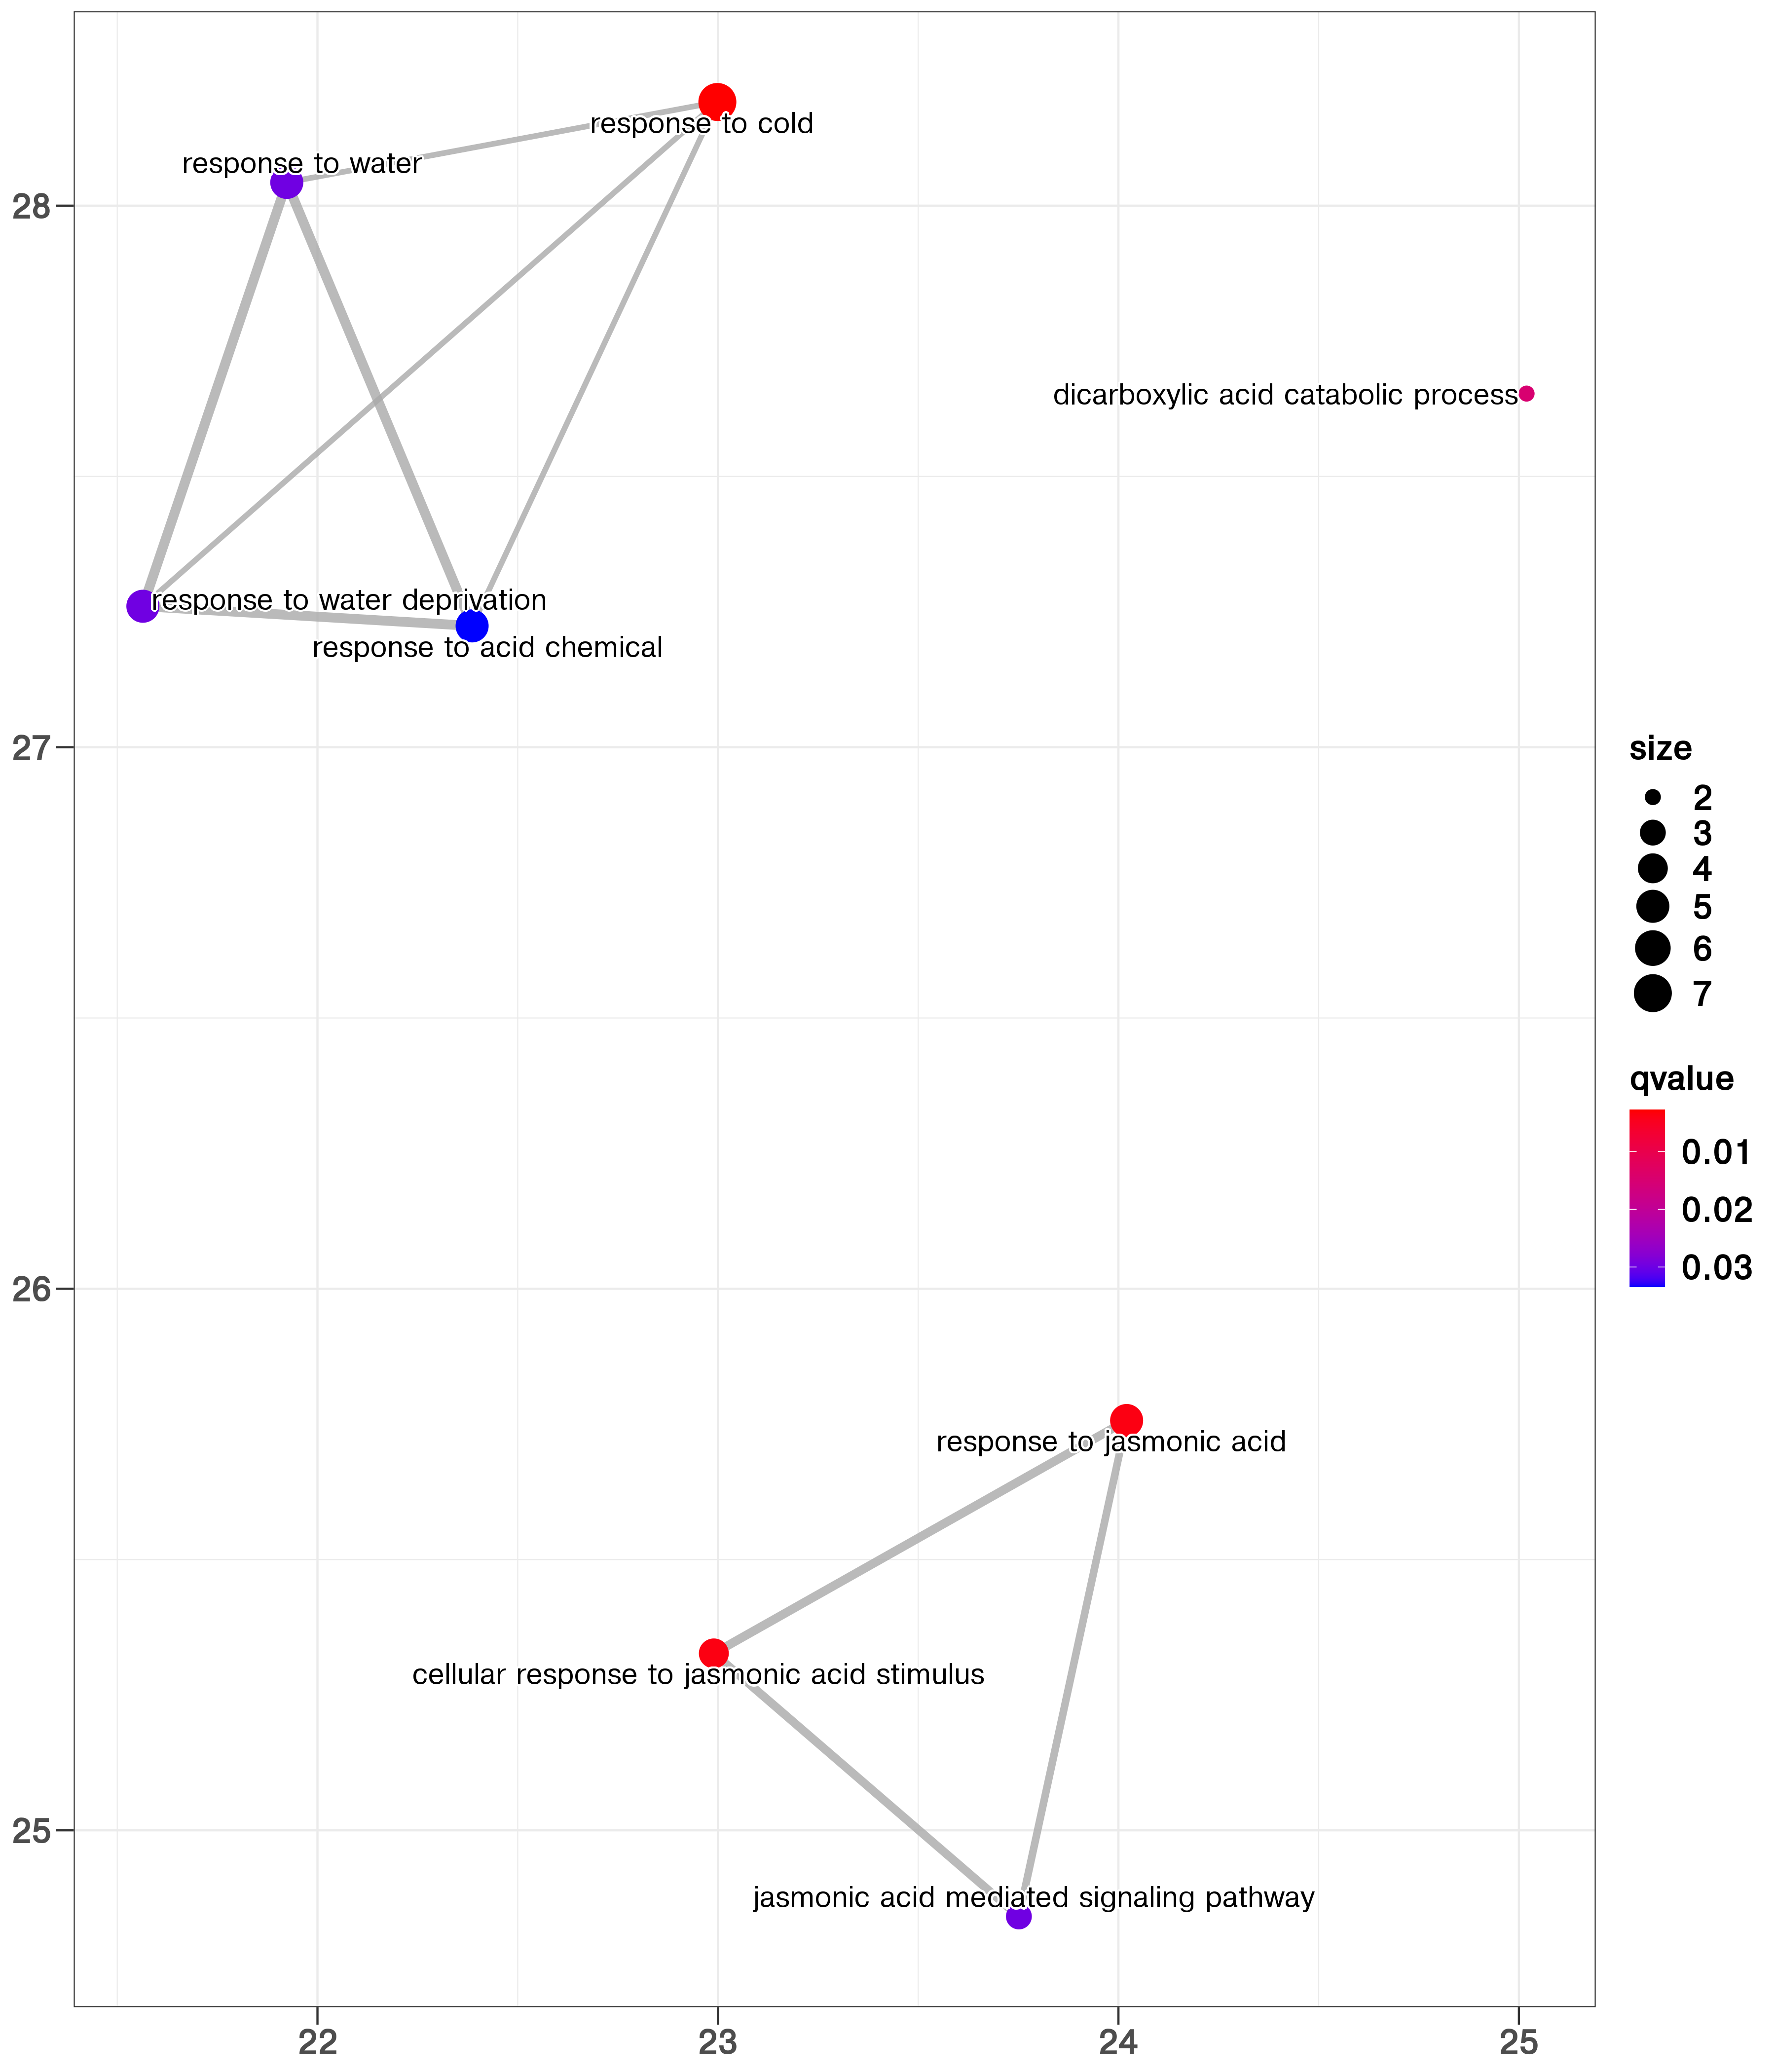 response to cold
response to water
28
dicarboxylic acid catabolic process
response to water deprivation
response to acid chemical
27
size
2
3
4
5
6
7
qvalue
0.01
0.02
0.03
26
response to jasmonic acid
cellular response to jasmonic acid stimulus
25
jasmonic acid mediated signaling pathway
22
23
24
25